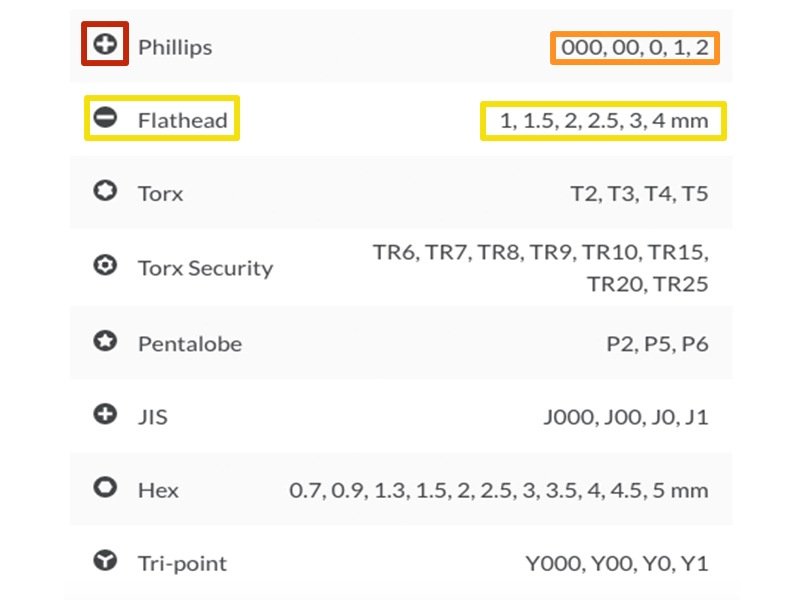 Phillips 000, 00, 0, 1, 2
Flathead 1, 1.5, 2, 2.5, 3, 4 mm
Torx T2, T3, T4, T5
Torx Security TR6, TR7, TR8, TR9, TR10, TR15,
TR20, TR25
Pentalobe P2, P5, P6
JIS J000, J00, J0, J1
Hex 0.7, 0.9, 1.3, 1.5, 2, 2.5, 3, 3.5, 4, 4.5, 5 mm
Tri-point Y000, Y00, Y0, Y1